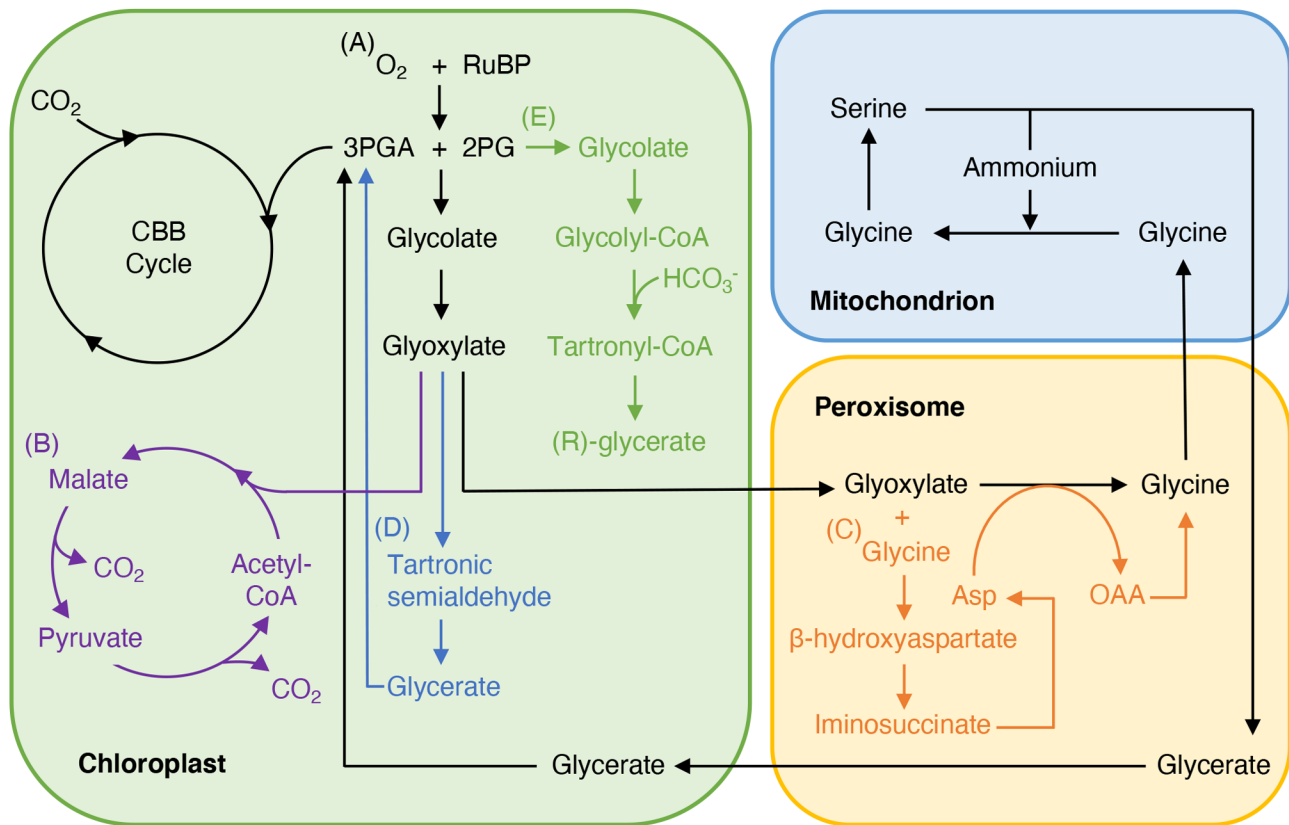 (A)
O₂ + RuBP
CO₂
3PGA + 2PG
(E)
Glycolate
CBB
Cycle
Glycolate
Glycolyl-CoA
HCO₃⁻
Glyoxylate
Tartronyl-CoA
(R)-glycerate
(B)
Malate
CO₂
Acetyl-
CoA
Pyruvate
CO₂
(D)
Tartronic
semialdehyde
Glycerate
Chloroplast
Glycerate
Serine
Ammonium
Glycine
Glycine
Mitochondrion
Peroxisome
Glyoxylate
Glycine
+
(C)
Glycine
Asp
OAA
β-hydroxyaspartate
Iminosuccinate
Glycerate